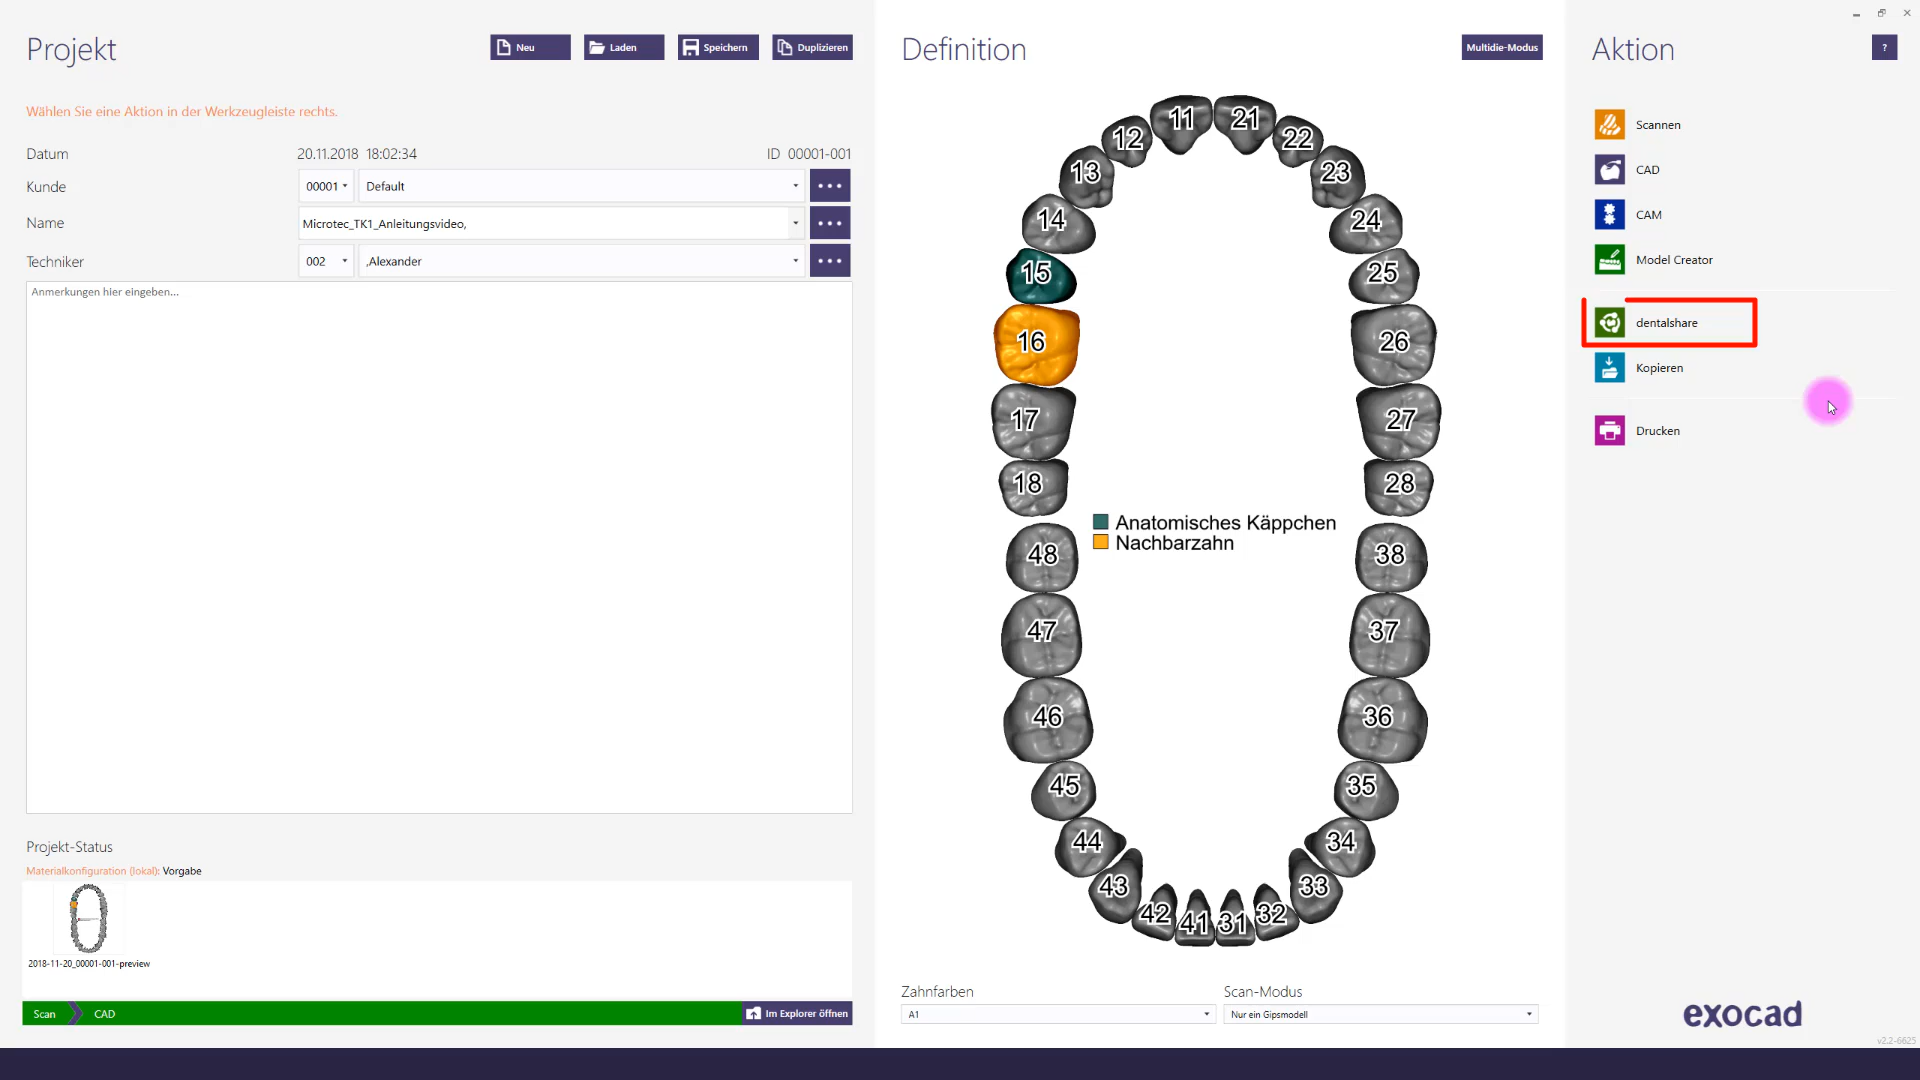 Projekt
Neu
Laden
Speichern
Duplizieren
Wählen Sie eine Aktion in der Werkzeugleiste rechts.
Datum 20.11.2018 18:02:34 ID 00001-001
Kunde 00001 Default
Name Microtec_TK1_Anleitungsvideo,
Techniker 002 ,Alexander
Anmerkungen hier eingeben...
Projekt-Status
Materialkonfiguration (lokal): Vorgabe
2018-11-20_00001-001-preview
Scan CAD Im Explorer öffnen
Definition
Multidie-Modus
11 21
12 22
13 23
14 24
15 25
16 26
17 27
18 28
Anatomisches Käppchen
Nachbarzahn
48 38
47 37
46 36
45 35
44 34
43 33
42 41 31 32
Zahnfarben Scan-Modus
A1 Nur ein Gipsmodell
Aktion
?
Scannen
CAD
CAM
Model Creator
dentalshare
Kopieren
Drucken
exocad
v2.2-6625